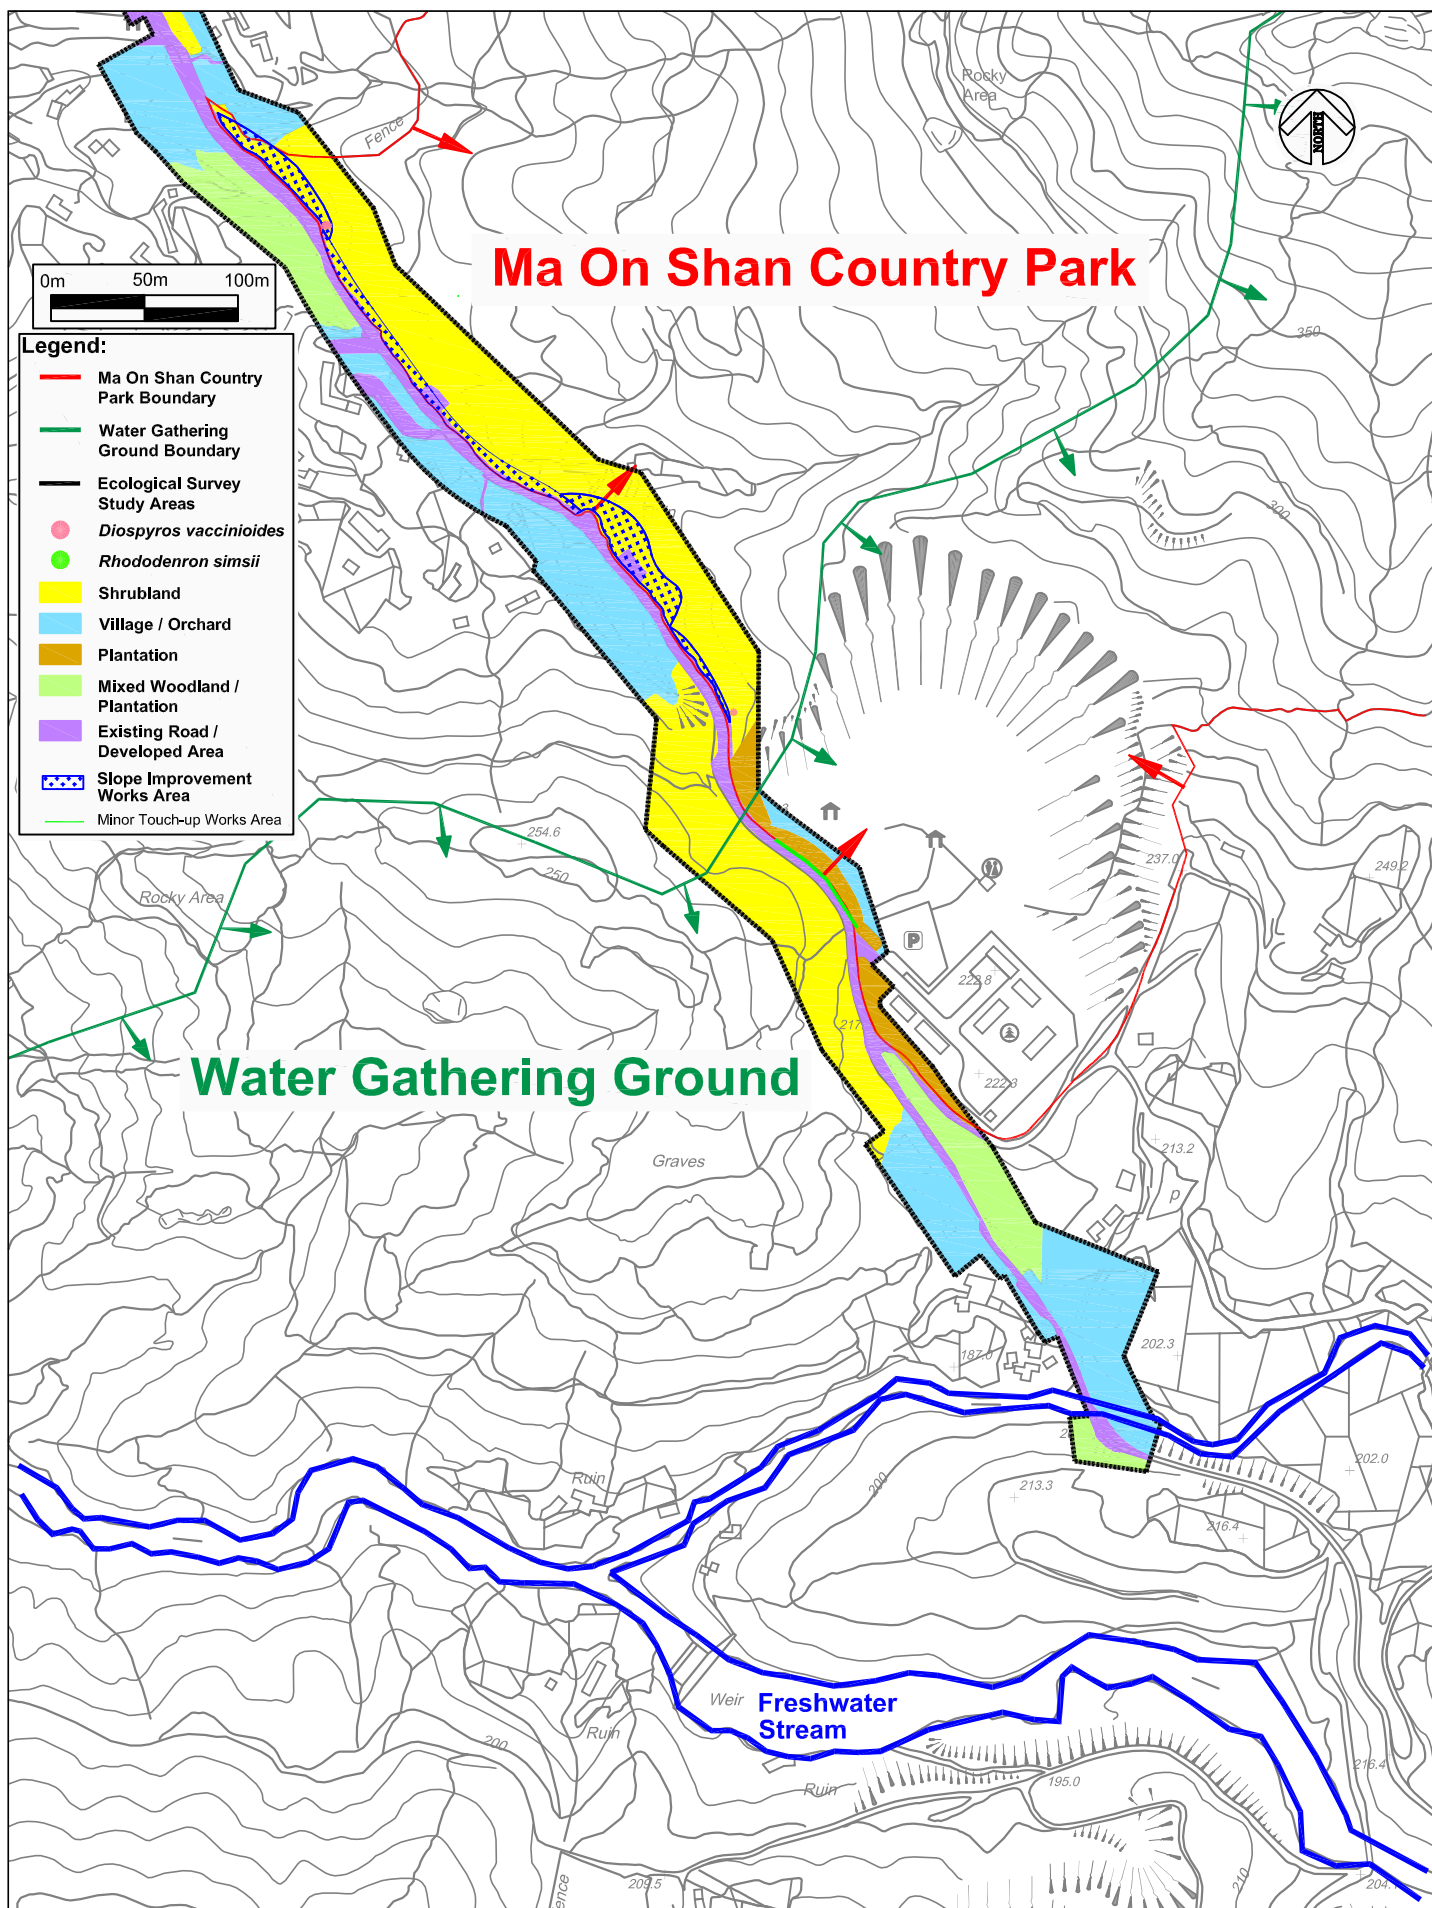 Rocky
Area
NORTH
Fence
Ma On Shan Country Park
0m 50m 100m
350
Legend:
Ma On Shan Country
Park Boundary
Water Gathering
Ground Boundary
Ecological Survey
Study Areas
Diospyros vaccinioides
Rhododenron simsii
Shrubland
Village / Orchard
Plantation
Mixed Woodland /
Plantation
Existing Road /
Developed Area
Slope Improvement
Works Area
Minor Touch-up Works Area
300
254.6
250
237.0
249.2
Rocky Area
P
222.8
217
222.3
Water Gathering Ground
213.2
Graves
P
202.3
187.0
202.0
Ruin
200
213.3
216.4
Weir
Freshwater
Stream
Ruin
200
216.4
195.0
Ruin
209.5
210
204.